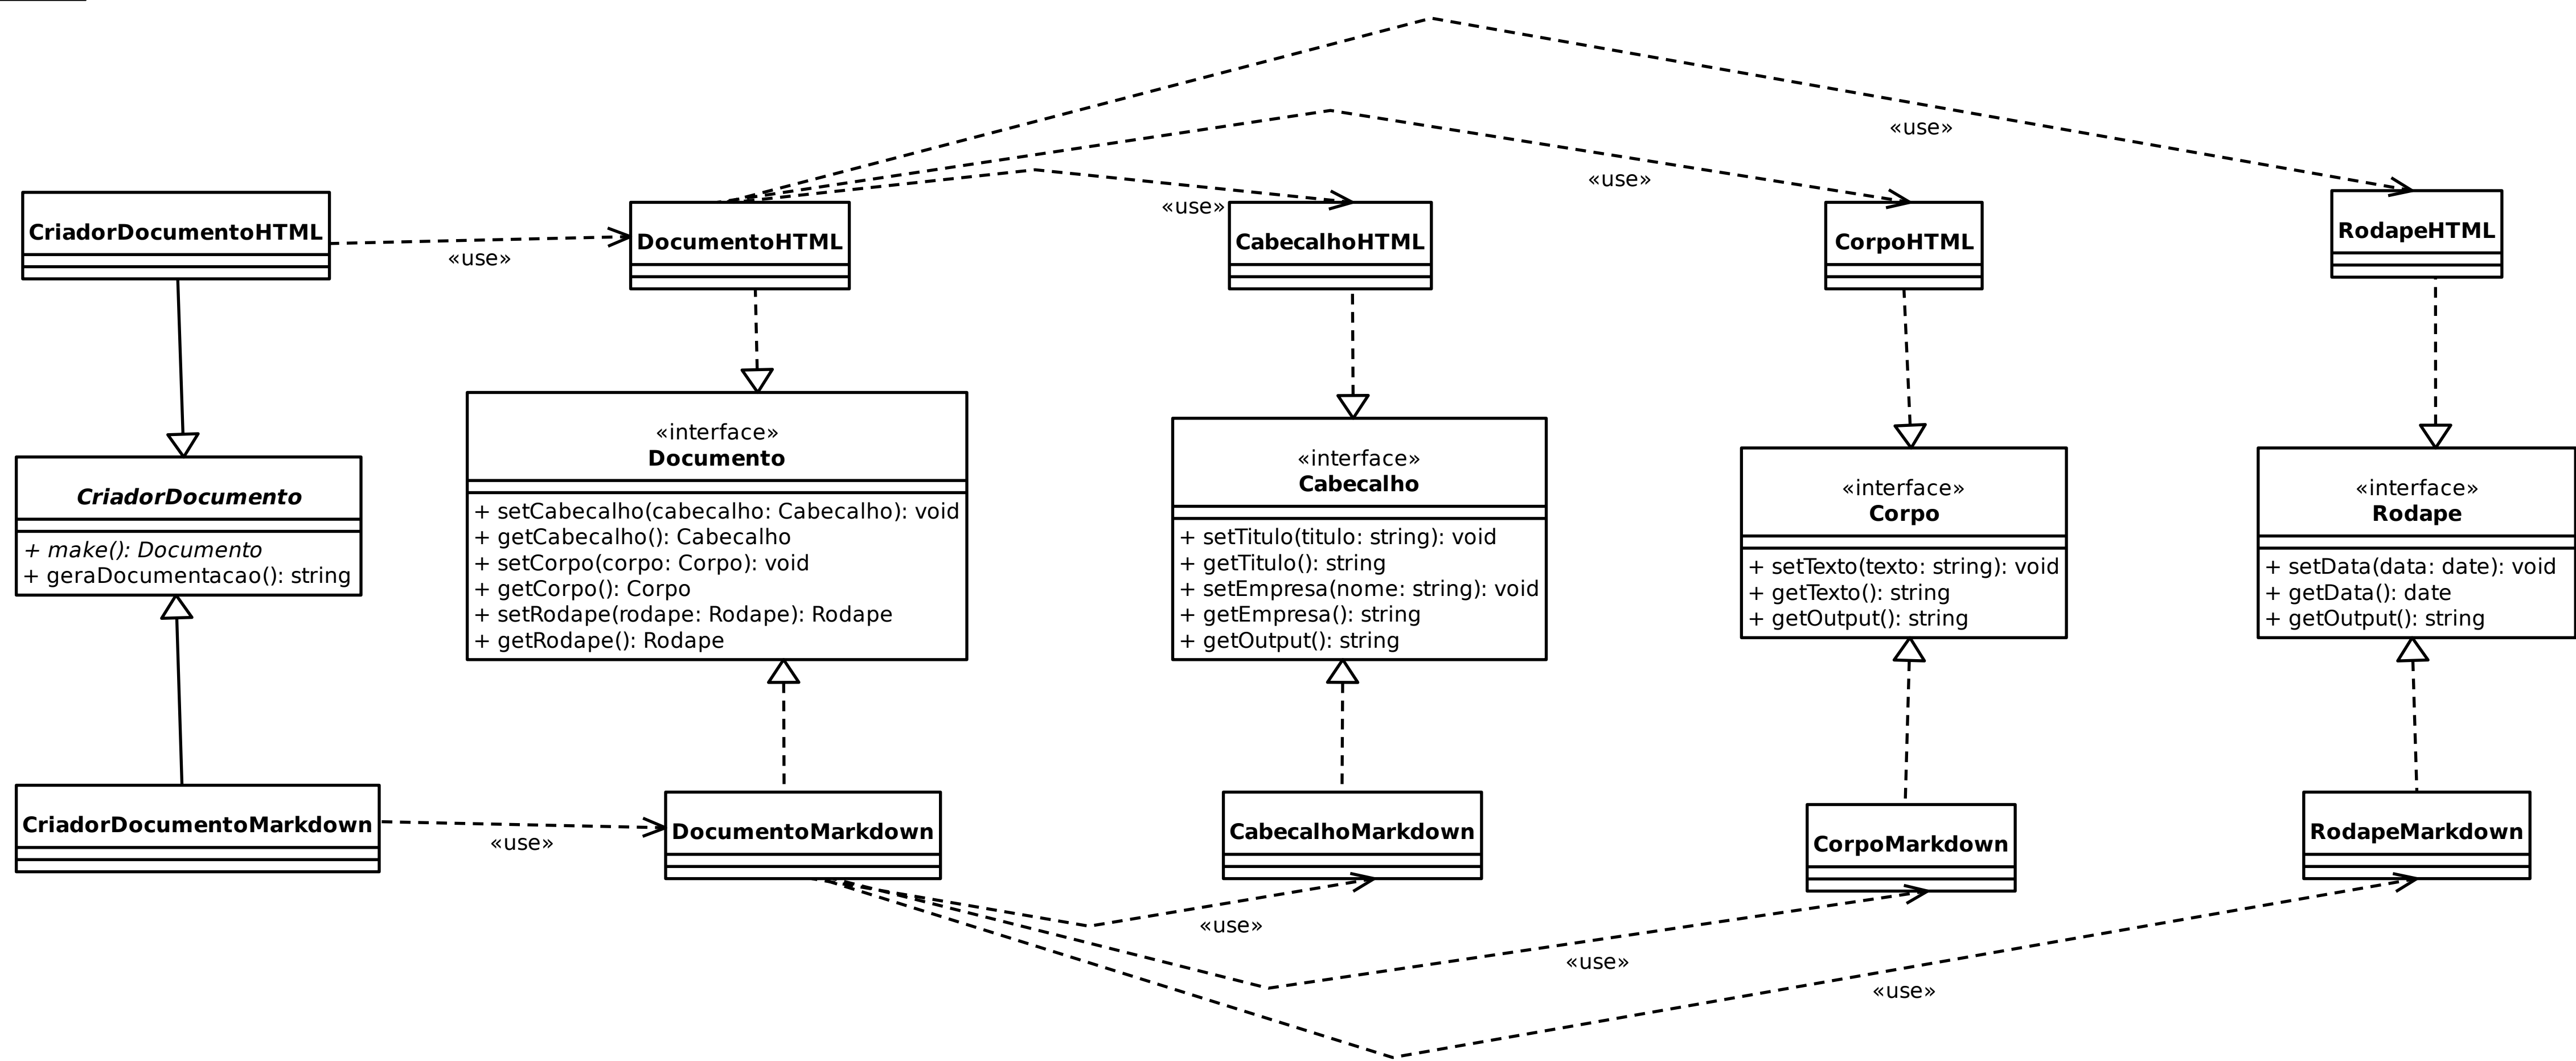 «use»
«use»
«use»
CriadorDocumentoHTML
«use»
DocumentoHTML
CabecalhoHTML
CorpoHTML
RodapeHTML
CriadorDocumento
+ make(): Documento
+ geraDocumentacao(): string
«interface»
Documento
+ setCabecalho(cabecalho: Cabecalho): void
+ getCabecalho(): Cabecalho
+ setCorpo(corpo: Corpo): void
+ getCorpo(): Corpo
+ setRodape(rodape: Rodape): Rodape
+ getRodape(): Rodape
«interface»
Cabecalho
+ setTitulo(titulo: string): void
+ getTitulo(): string
+ setEmpresa(nome: string): void
+ getEmpresa(): string
+ getOutput(): string
«interface»
Corpo
+ setTexto(texto: string): void
+ getTexto(): string
+ getOutput(): string
«interface»
Rodape
+ setData(data: date): void
+ getData(): date
+ getOutput(): string
CriadorDocumentoMarkdown
«use»
DocumentoMarkdown
CabecalhoMarkdown
CorpoMarkdown
RodapeMarkdown
«use»
«use»
«use»